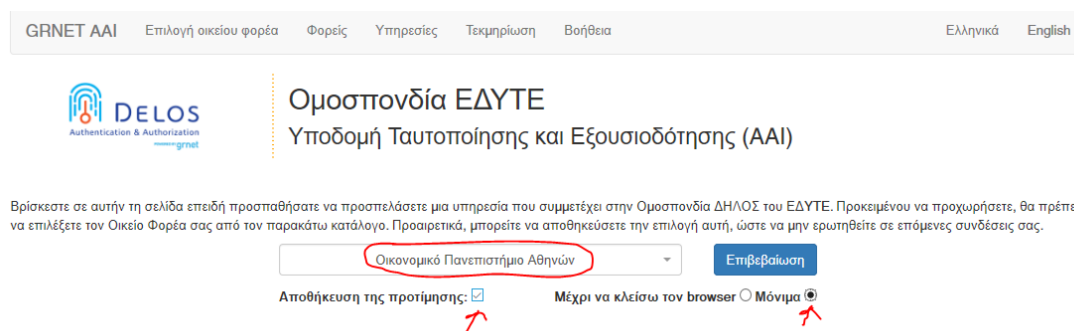 GRNET AAI Επιλογή οικείου φορέα Φορείς Υπηρεσίες Τεκμηρίωση Βοήθεια Ελληνικά English
DELOS
Authentication & Authorization
grnet
Ομοσπονδία ΕΔΥΤΕ
Υποδομή Ταυτοποίησης και Εξουσιοδότησης (ΑΑΙ)
Βρίσκεστε σε αυτήν τη σελίδα επειδή προσπαθήσατε να προσπελάσετε μια υπηρεσία που συμμετέχει στην Ομοσπονδία ΔΗΛΟΣ του ΕΔΥΤΕ. Προκειμένου να προχωρήσετε, θα πρέπε
να επιλέξετε τον Οικείο Φορέα σας από τον παρακάτω κατάλογο. Προαιρετικά, μπορείτε να αποθηκεύσετε την επιλογή αυτή, ώστε να μην ερωτηθείτε σε επόμενες συνδέσεις σας.
Οικονομικό Πανεπιστήμιο Αθηνών Επιβεβαίωση
Αποθήκευση της προτίμησης: Μέχρι να κλείσω τον browser Μόνιμα